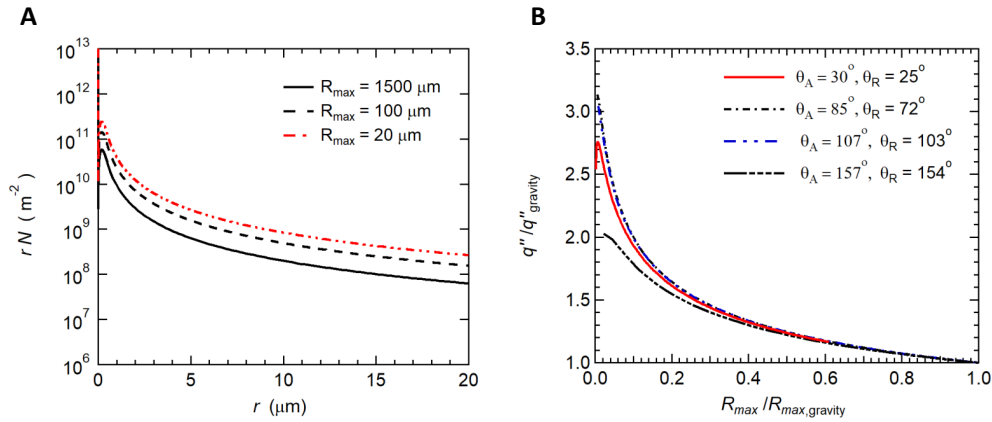 A
10^13
10^12
10^11
10^10
10^9
10^8
10^7
10^6
r N ( m^-2 )
R_max = 1500 μm
R_max = 100 μm
R_max = 20 μm
0 5 10 15 20
r (μm)
B
3.5
3.0
2.5
2.0
1.5
1.0
q''/q''_gravity
θ_A = 30°, θ_R = 25°
θ_A = 85°, θ_R = 72°
θ_A = 107°, θ_R = 103°
θ_A = 157°, θ_R = 154°
0.0 0.2 0.4 0.6 0.8 1.0
R_max /R_max,gravity